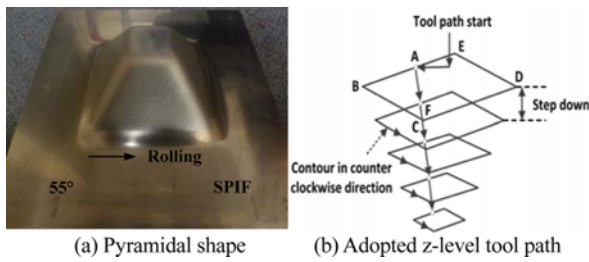 Rolling
55°
SPIF
(a) Pyramidal shape
Tool path start
E
A
B
D
F
Step down
C
Contour in counter
clockwise direction
(b) Adopted z-level tool path